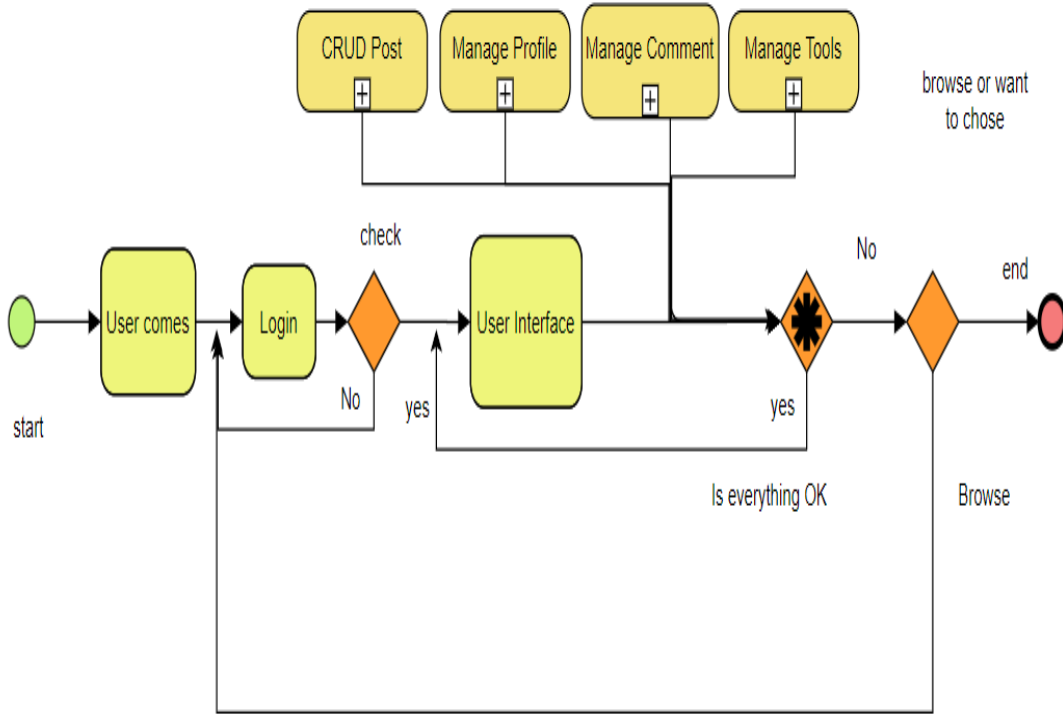 CRUD Post
Manage Profile
Manage Comment
Manage Tools
browse or want
to chose
check
No
end
User comes
Login
User Interface
start
No
yes
yes
Is everything OK
Browse